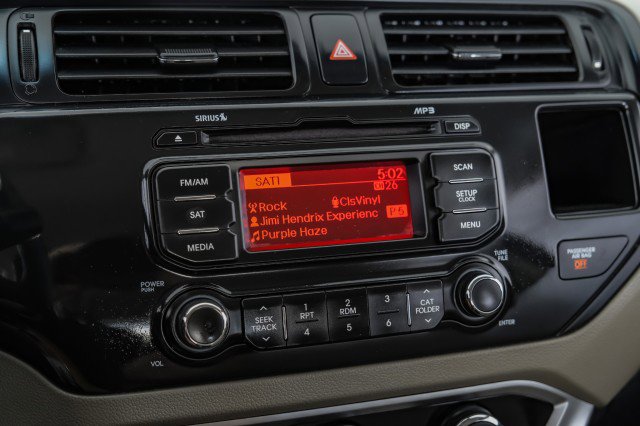 SIRIUS
MP3
DISP
FM/AM
SAT
MEDIA
SAT1 5:02
CH 26
Rock ClsVinyl
Jimi Hendrix Experienc P5
Purple Haze
SCAN
SETUP
CLOCK
MENU
POWER
PUSH
VOL
SEEK
TRACK
1 RPT 4
2 RDM 5
3 6
CAT
FOLDER
TUNE
FILE
ENTER
PASSENGER
AIR BAG
OFF